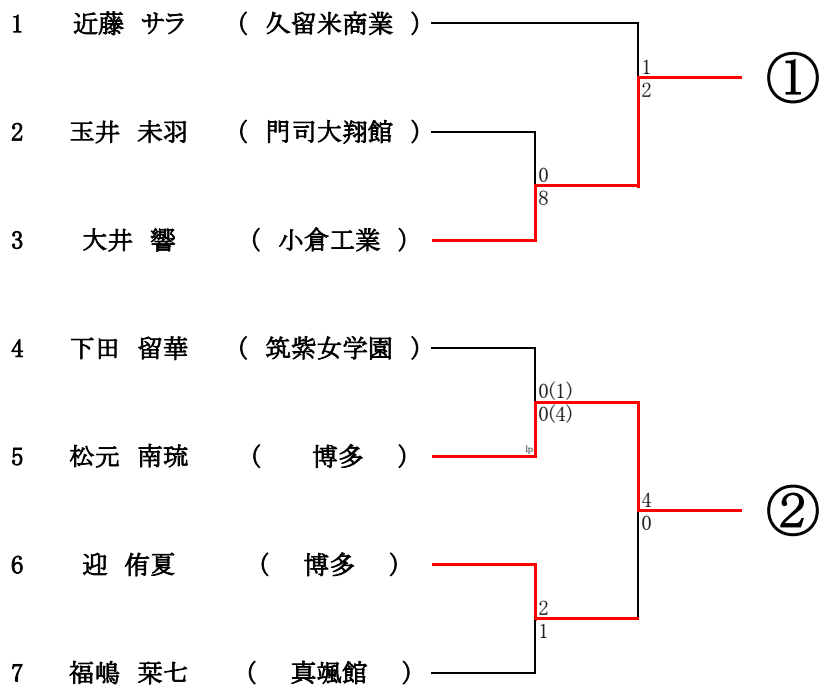 1 近藤 サラ ( 久留米商業 )
1
2
①
2 玉井 未羽 ( 門司大翔館 )
0
8
3 大井 響 ( 小倉工業 )
4 下田 留華 ( 筑紫女学園 )
0(1)
0(4)
5 松元 南琉 ( 博多 )
lp
4
0
②
6 迎 侑夏 ( 博多 )
2
1
7 福嶋 栞七 ( 真颯館 )